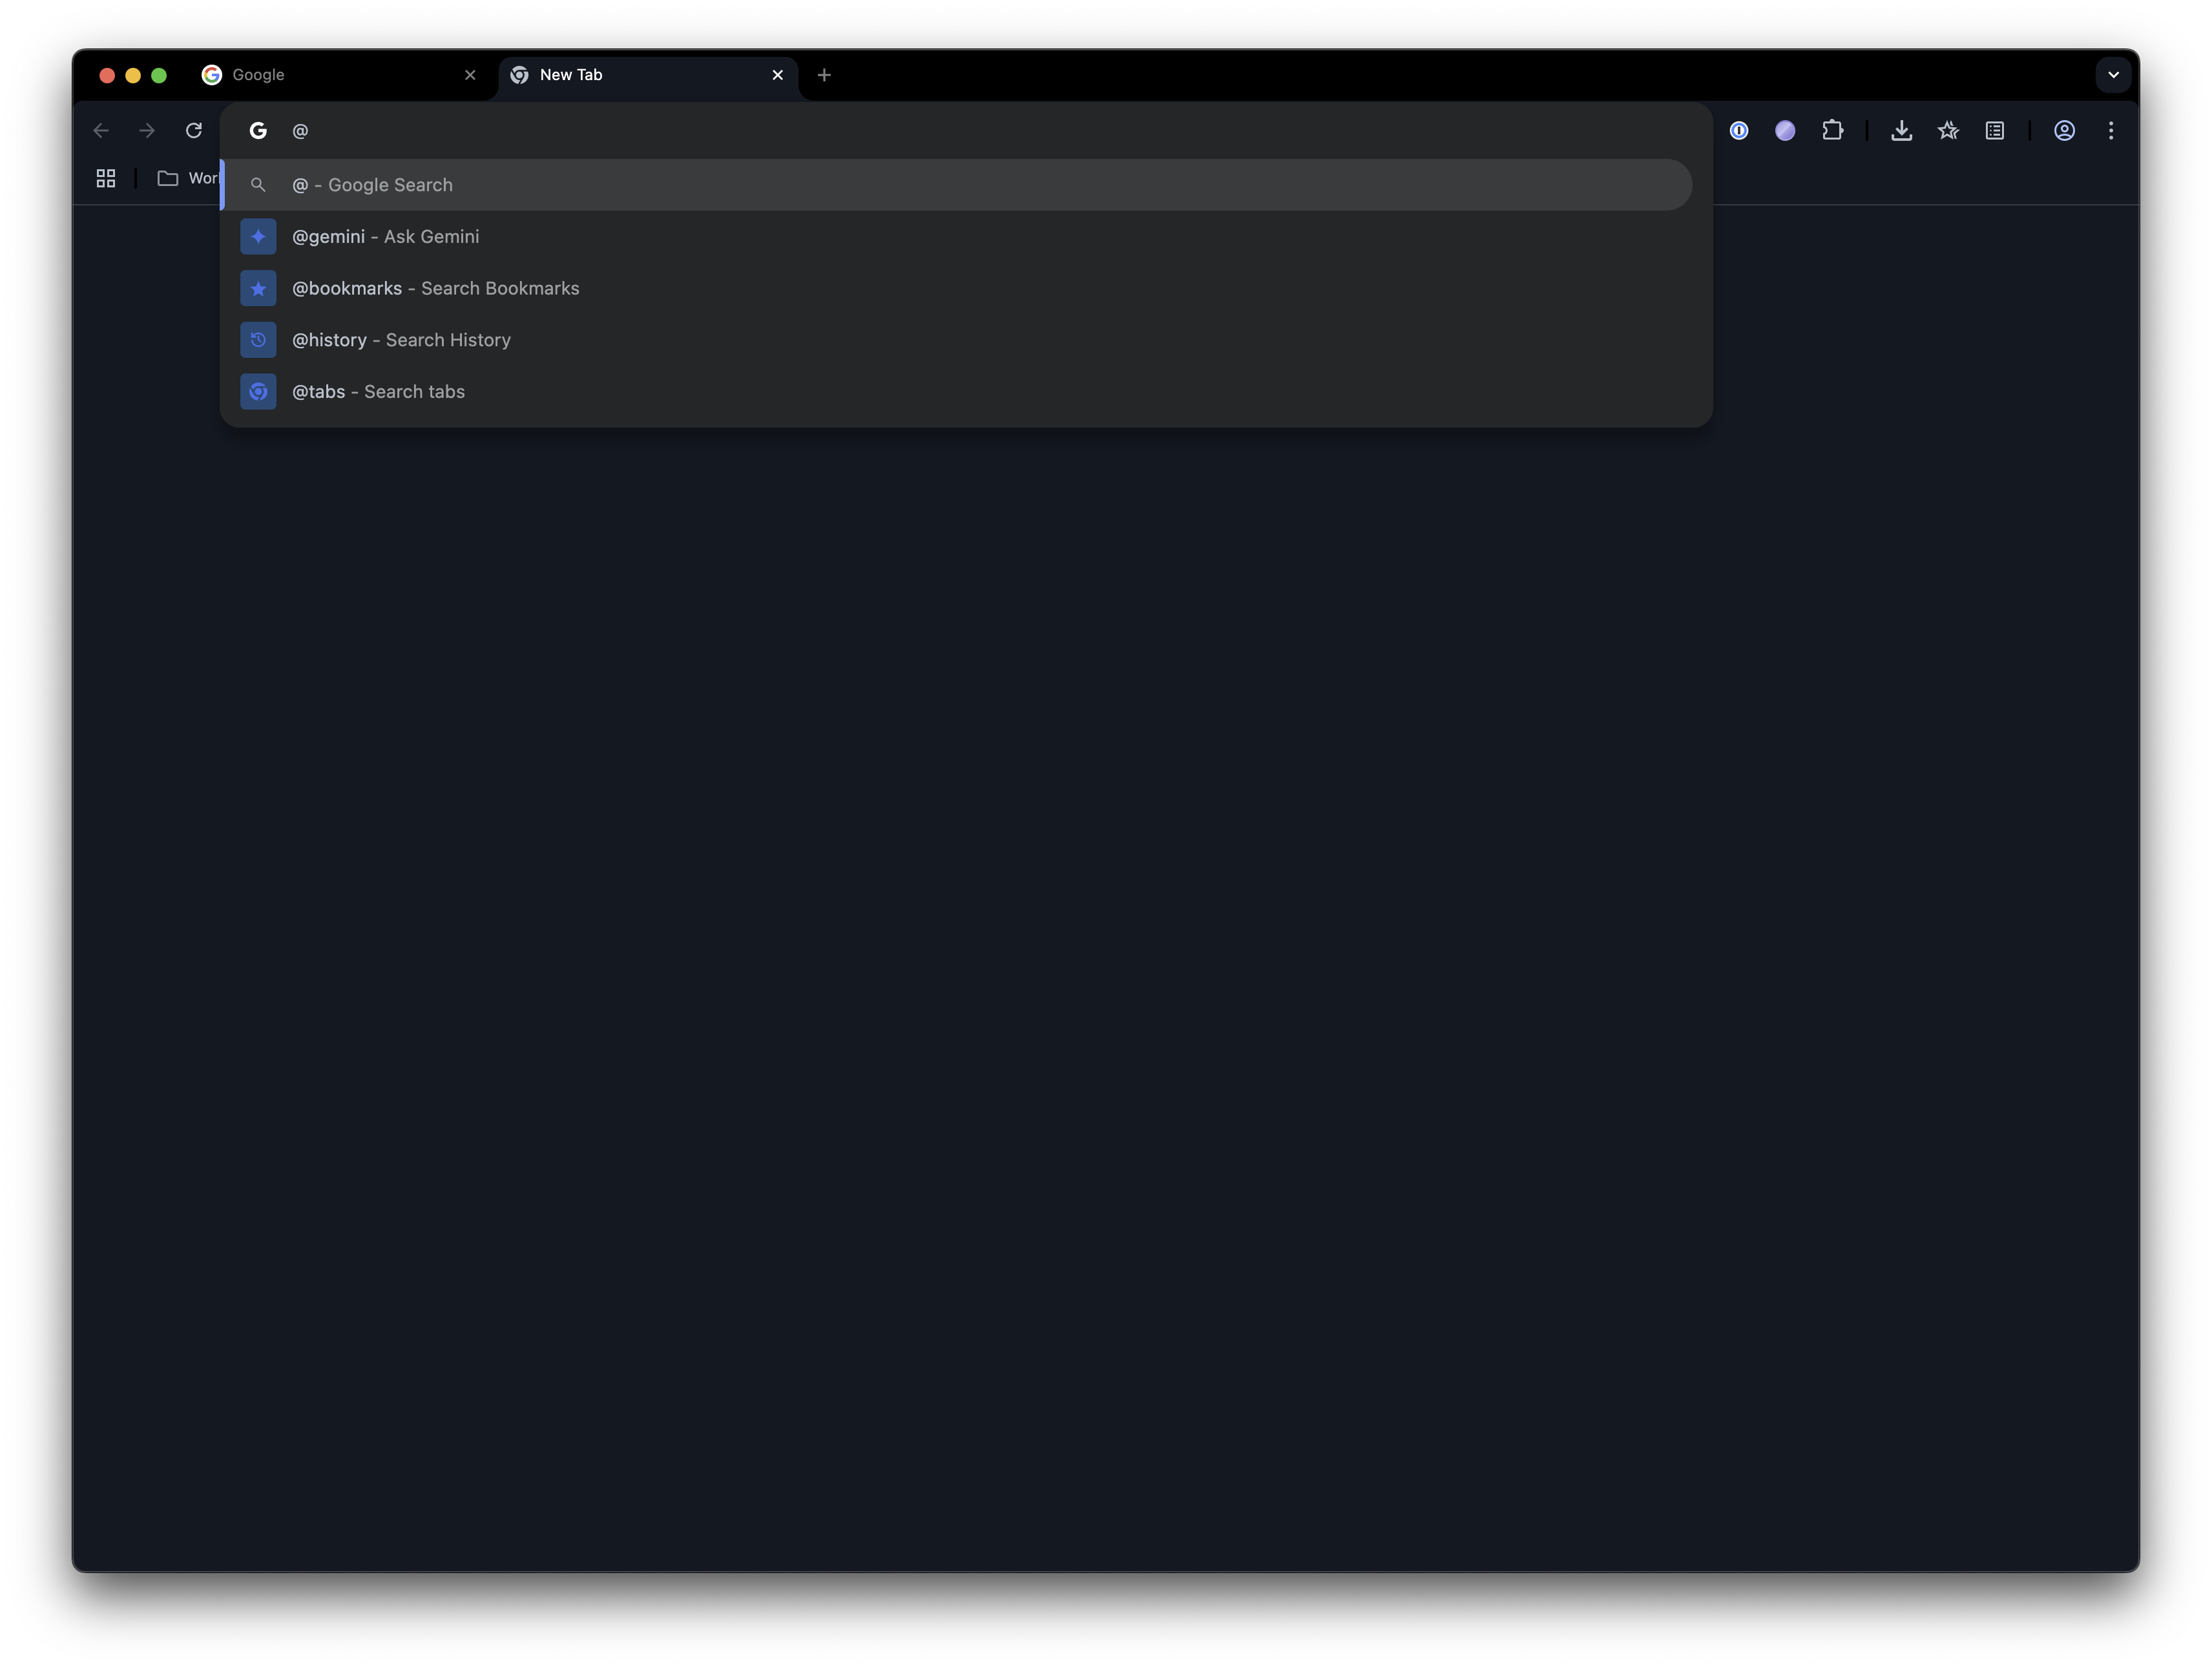 Google
New Tab
@
@ - Google Search
Wor
@gemini - Ask Gemini
@bookmarks - Search Bookmarks
@history - Search History
@tabs - Search tabs